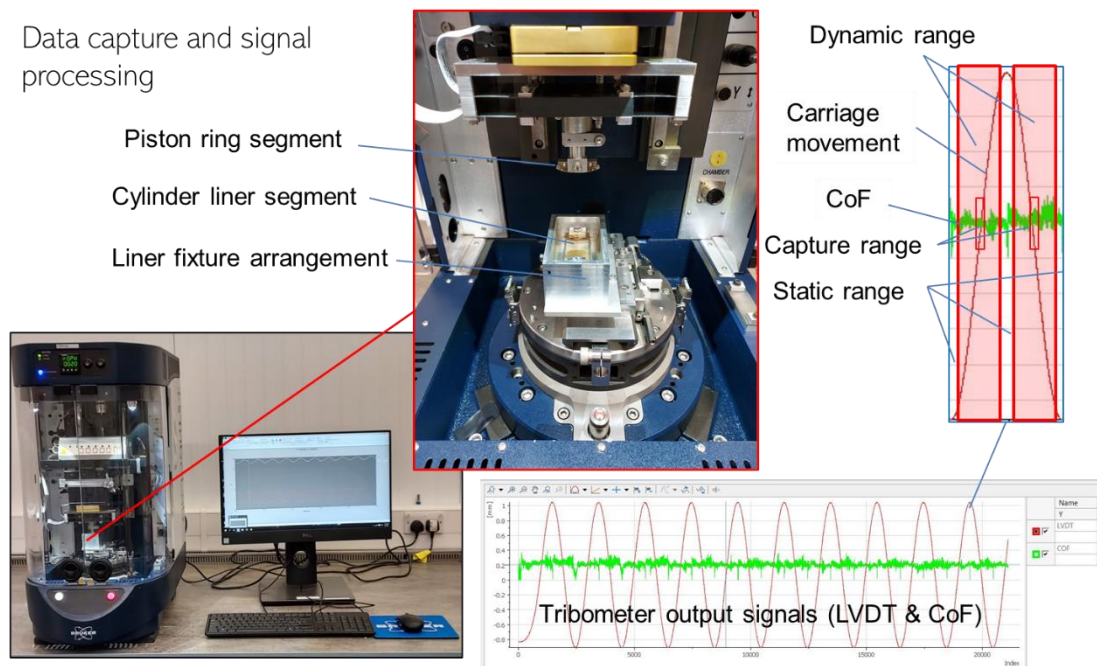 Data capture and signal
processing
Piston ring segment
Cylinder liner segment
Liner fixture arrangement
CHAMBER
Y
Dynamic range
Carriage
movement
CoF
Capture range
Static range
BRUKER
BRUKER
DELL
[mm]
1
0.8
0.6
0.4
0.2
0
-0.2
-0.4
-0.6
-0.8
0
5000
10000
15000
20000
Index
Name
Y
LVDT
COF
Tribometer output signals (LVDT & CoF)